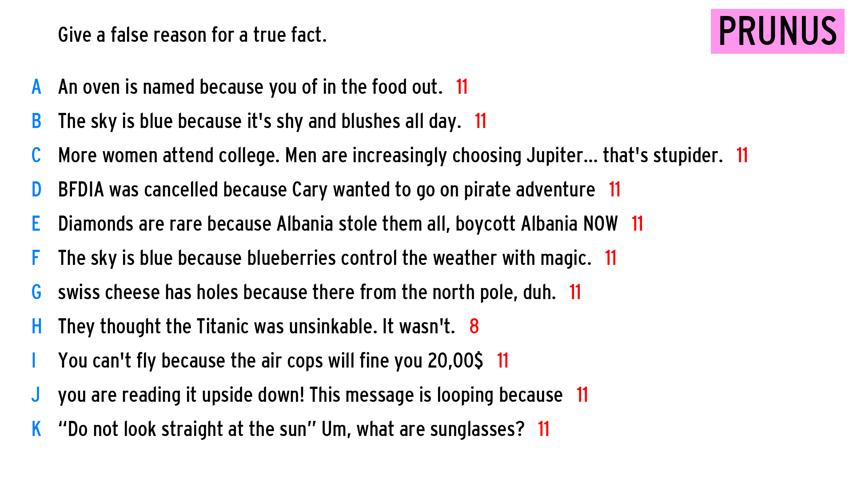 Give a false reason for a true fact.
PRUNUS
A An oven is named because you of in the food out. 11
B The sky is blue because it's shy and blushes all day. 11
C More women attend college. Men are increasingly choosing Jupiter... that's stupider. 11
D BFDIA was cancelled because Cary wanted to go on pirate adventure 11
E Diamonds are rare because Albania stole them all, boycott Albania NOW 11
F The sky is blue because blueberries control the weather with magic. 11
G swiss cheese has holes because there from the north pole, duh. 11
H They thought the Titanic was unsinkable. It wasn't. 8
I You can't fly because the air cops will fine you 20,00$ 11
J you are reading it upside down! This message is looping because 11
K “Do not look straight at the sun” Um, what are sunglasses? 11